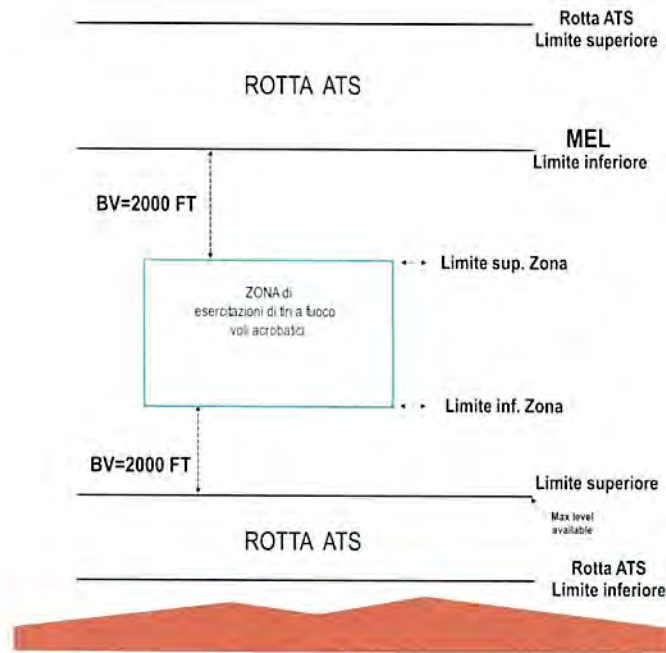 Rotta ATS
Limite superiore
ROTTA ATS
MEL
Limite inferiore
BV=2000 FT
Limite sup. Zona
ZONA di
esercitazioni di tiri a fuoco
voli acrobatici
Limite inf. Zona
BV=2000 FT
Limite superiore
Max level
available
ROTTA ATS
Rotta ATS
Limite inferiore